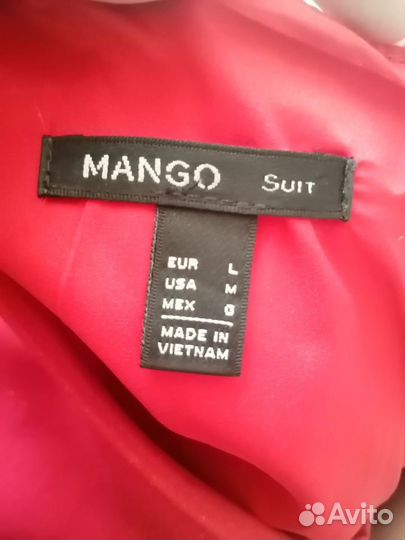 MANGO SUIT
EUR L
USA M
MEX G
MADE IN
VIETNAM
Avito